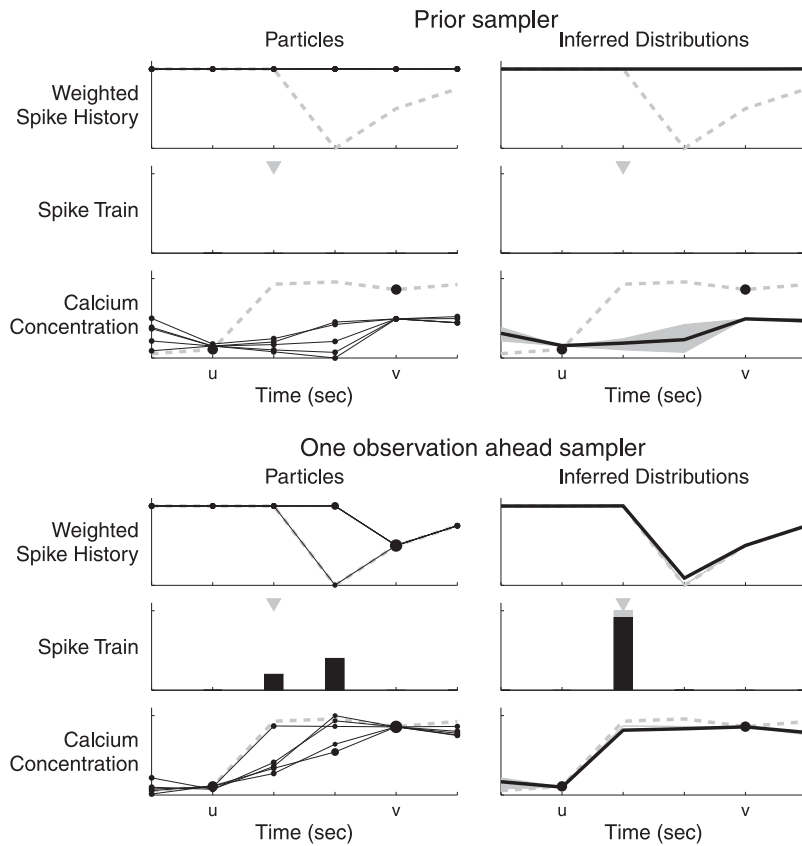 Prior sampler
Particles
Inferred Distributions
Weighted
Spike History
Spike Train
Calcium
Concentration
u
v
u
v
Time (sec)
Time (sec)
One observation ahead sampler
Particles
Inferred Distributions
Weighted
Spike History
Spike Train
Calcium
Concentration
u
v
u
v
Time (sec)
Time (sec)